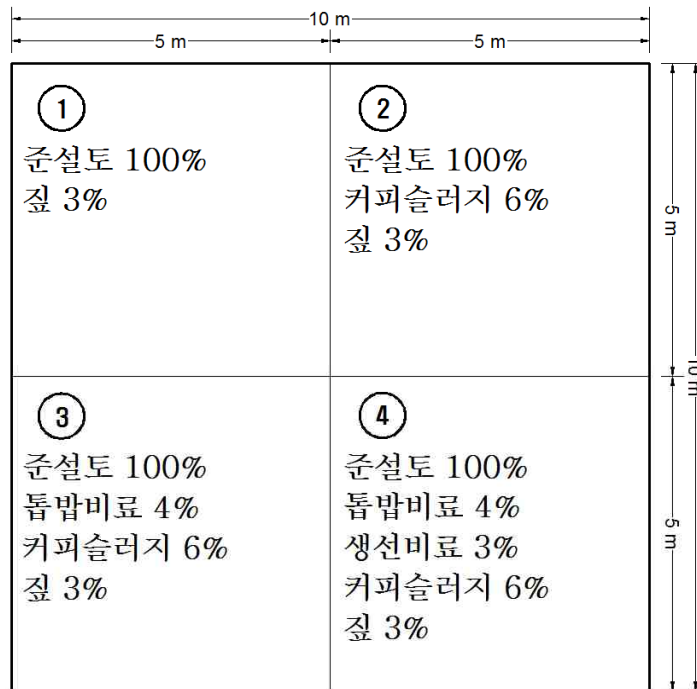 10 m
5 m
5 m
1
준설토 100%
짚 3%
2
준설토 100%
커피슬러지 6%
짚 3%
5 m
10 m
3
준설토 100%
톱밥비료 4%
커피슬러지 6%
짚 3%
4
준설토 100%
톱밥비료 4%
생선비료 3%
커피슬러지 6%
짚 3%
5 m